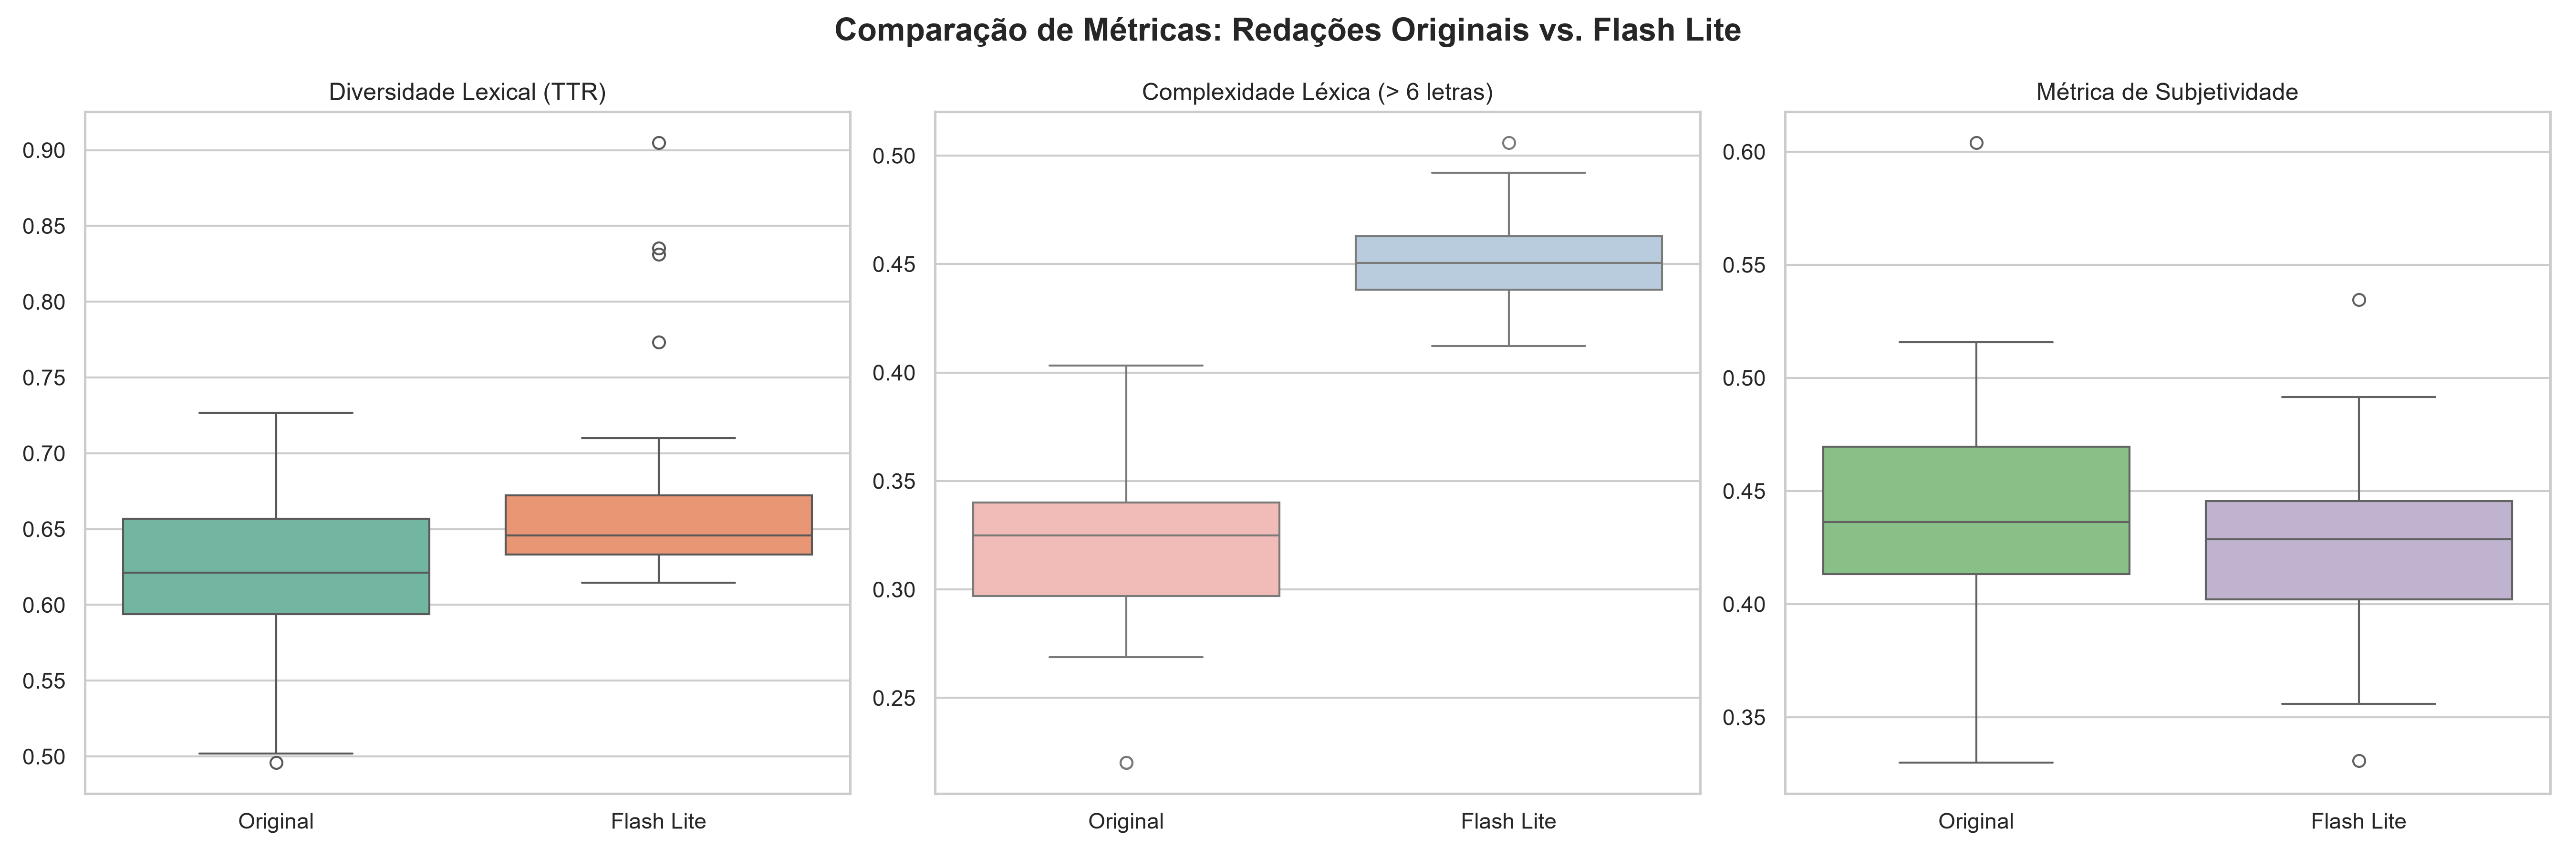 Comparação de Métricas: Redações Originais vs. Flash Lite
Diversidade Lexical (TTR)
0.90
0.85
0.80
0.75
0.70
0.65
0.60
0.55
0.50
Original
Flash Lite
Complexidade Léxica (> 6 letras)
0.50
0.45
0.40
0.35
0.30
0.25
Original
Flash Lite
Métrica de Subjetividade
0.60
0.55
0.50
0.45
0.40
0.35
Original
Flash Lite